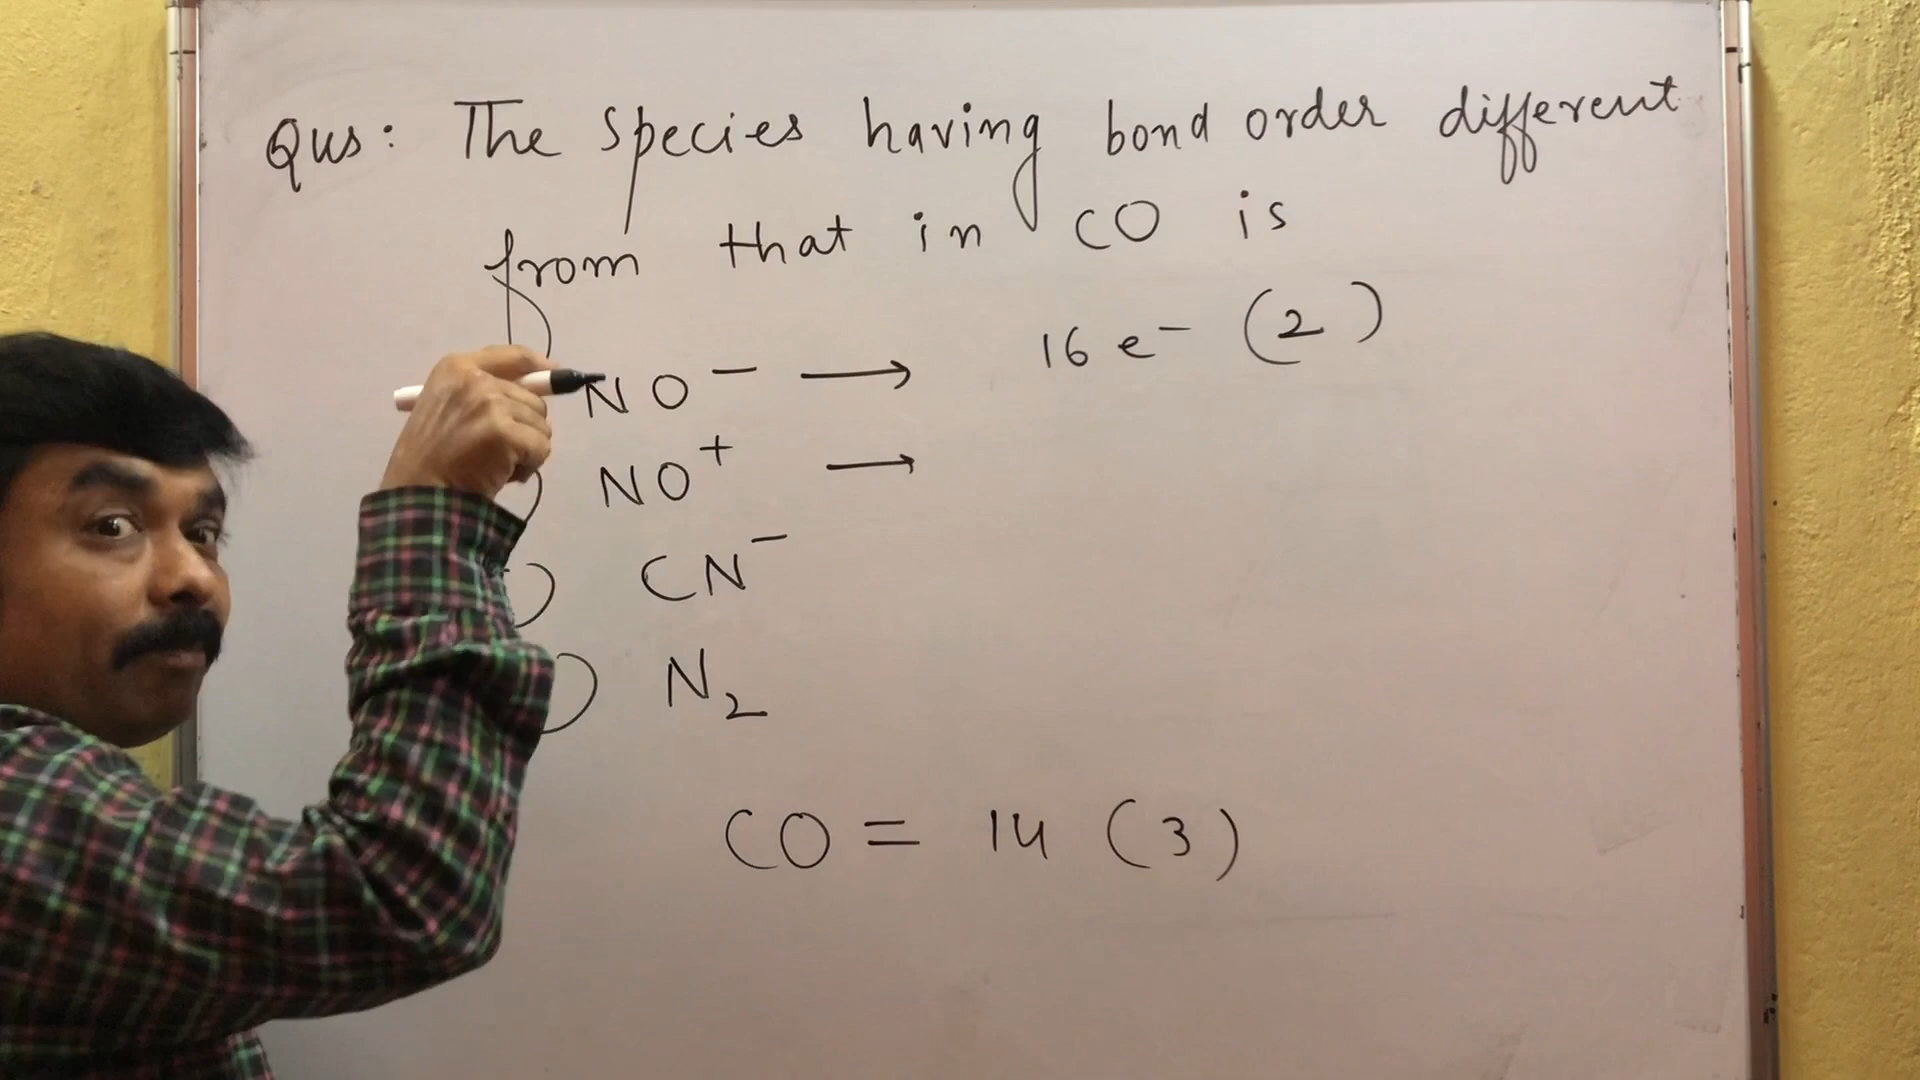 Qus: The species having bond order different
from that in CO is
) NO⁻ ⟶ 16 e⁻ (2)
) NO⁺ ⟶
) CN⁻
) N₂
CO = 14 (3)